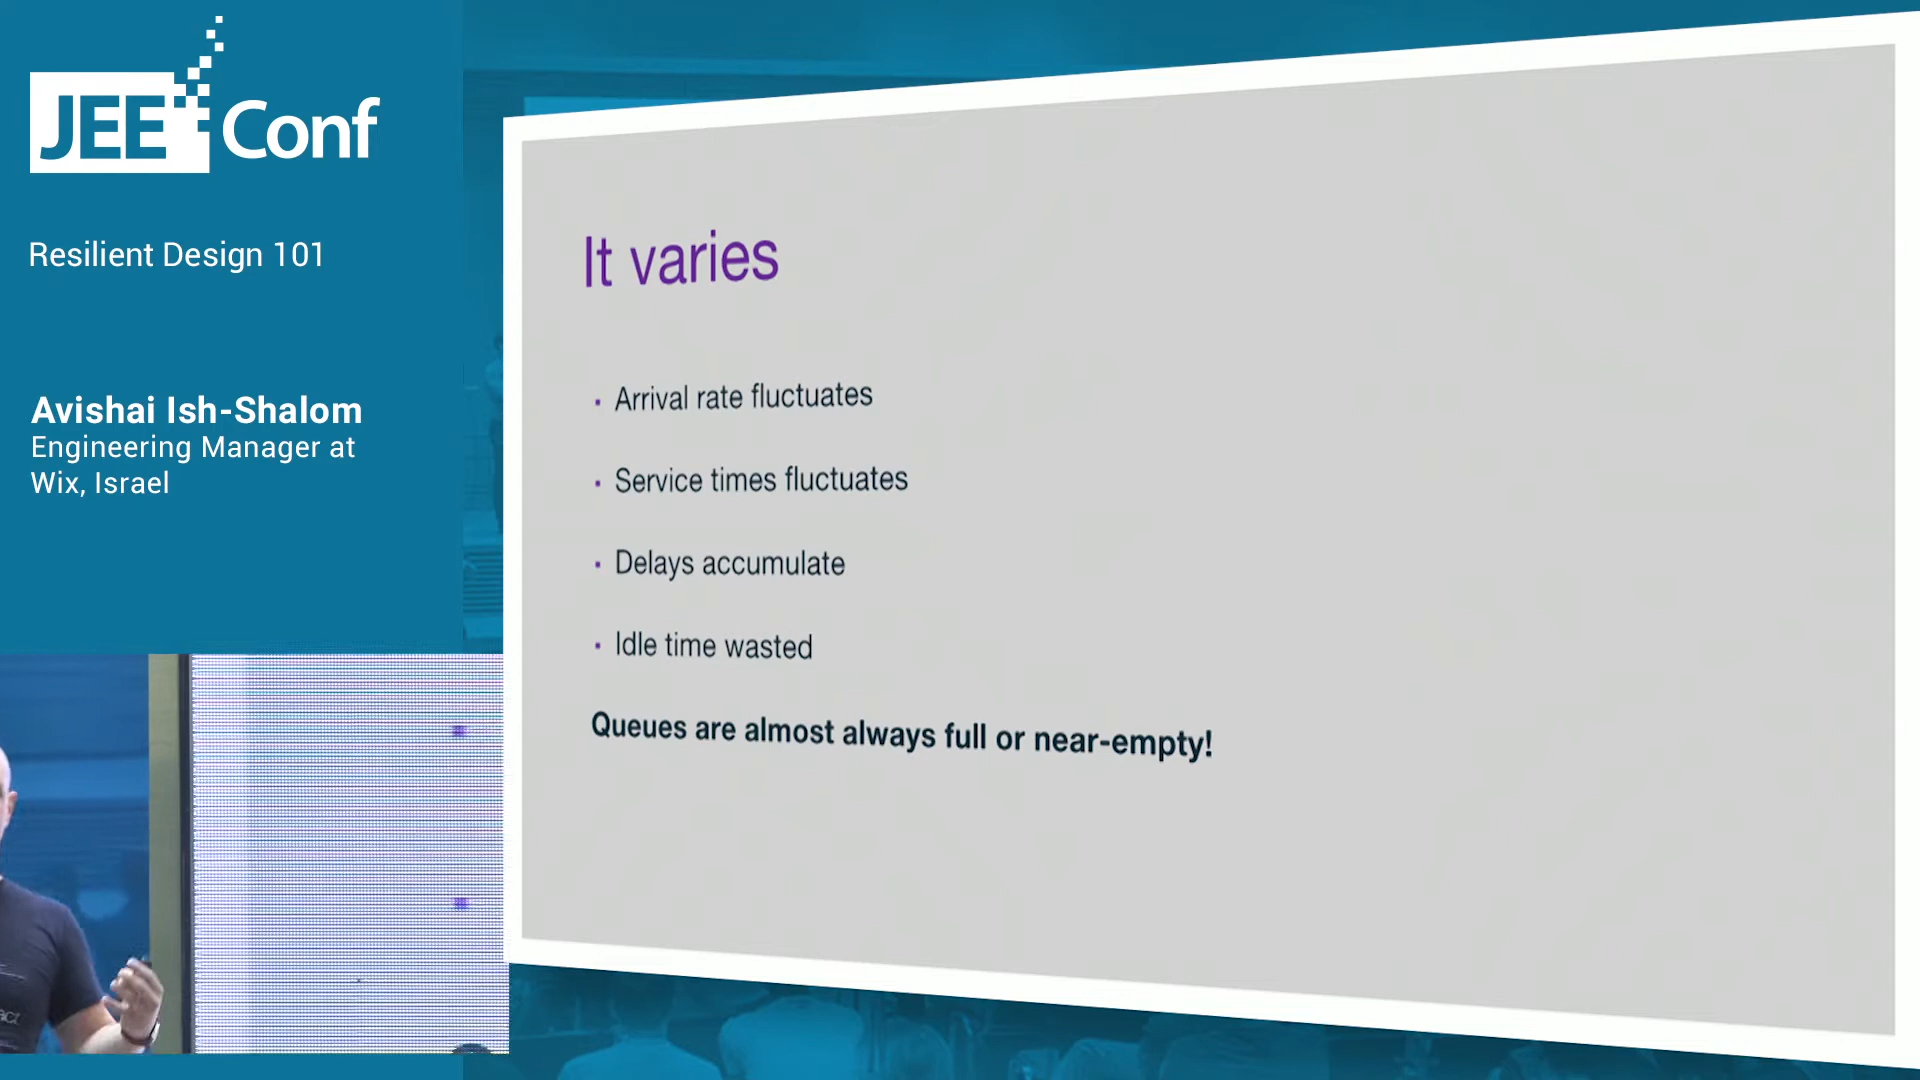 JEE Conf
Resilient Design 101
Avishai Ish-Shalom
Engineering Manager at
Wix, Israel
It varies
Arrival rate fluctuates
Service times fluctuates
Delays accumulate
Idle time wasted
Queues are almost always full or near-empty!